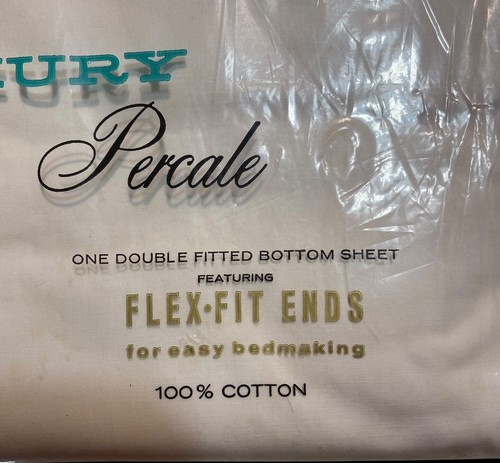 URY
Percale
ONE DOUBLE FITTED BOTTOM SHEET
FEATURING
FLEX•FIT ENDS
for easy bedmaking
100% COTTON